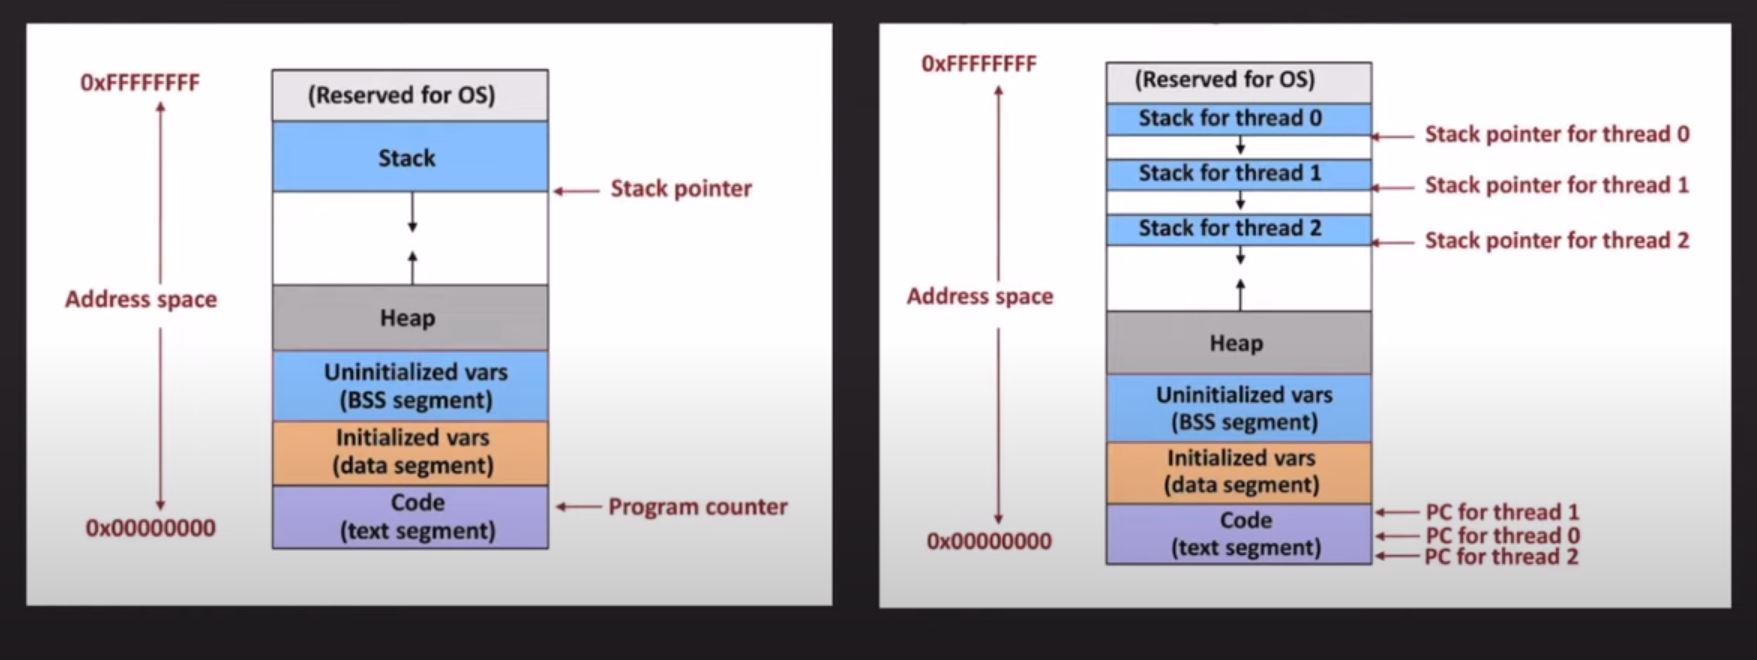 0xFFFFFFFF
(Reserved for OS)
Stack
Stack pointer
Address space
Heap
Uninitialized vars
(BSS segment)
Initialized vars
(data segment)
Code
(text segment)
Program counter
0x00000000
0xFFFFFFFF
(Reserved for OS)
Stack for thread 0
Stack pointer for thread 0
Stack for thread 1
Stack pointer for thread 1
Stack for thread 2
Stack pointer for thread 2
Address space
Heap
Uninitialized vars
(BSS segment)
Initialized vars
(data segment)
Code
(text segment)
PC for thread 1
PC for thread 0
PC for thread 2
0x00000000